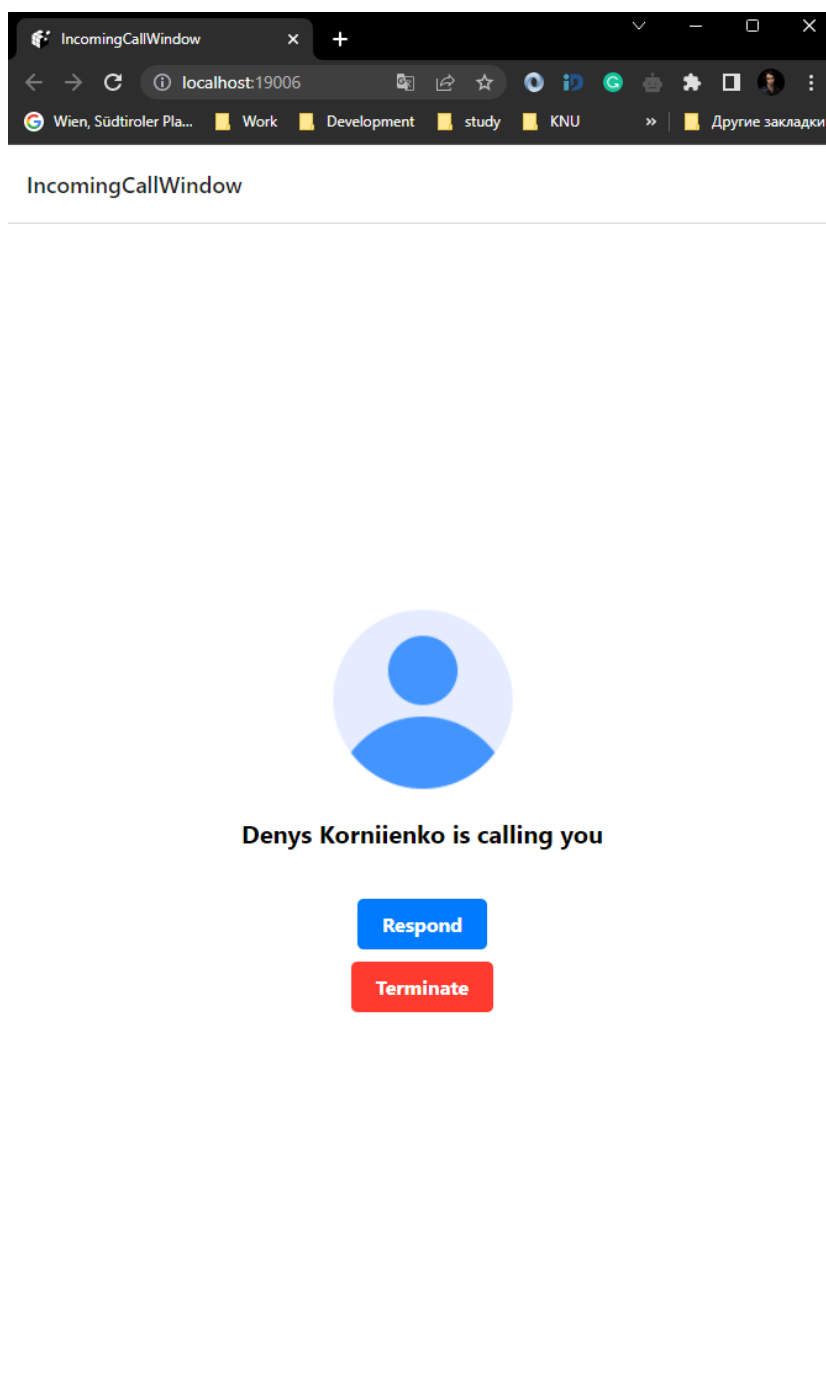 IncomingCallWindow
localhost:19006
Wien, Südtiroler Pla... Work Development study KNU » Другие закладки
IncomingCallWindow
Denys Korniienko is calling you
Respond
Terminate